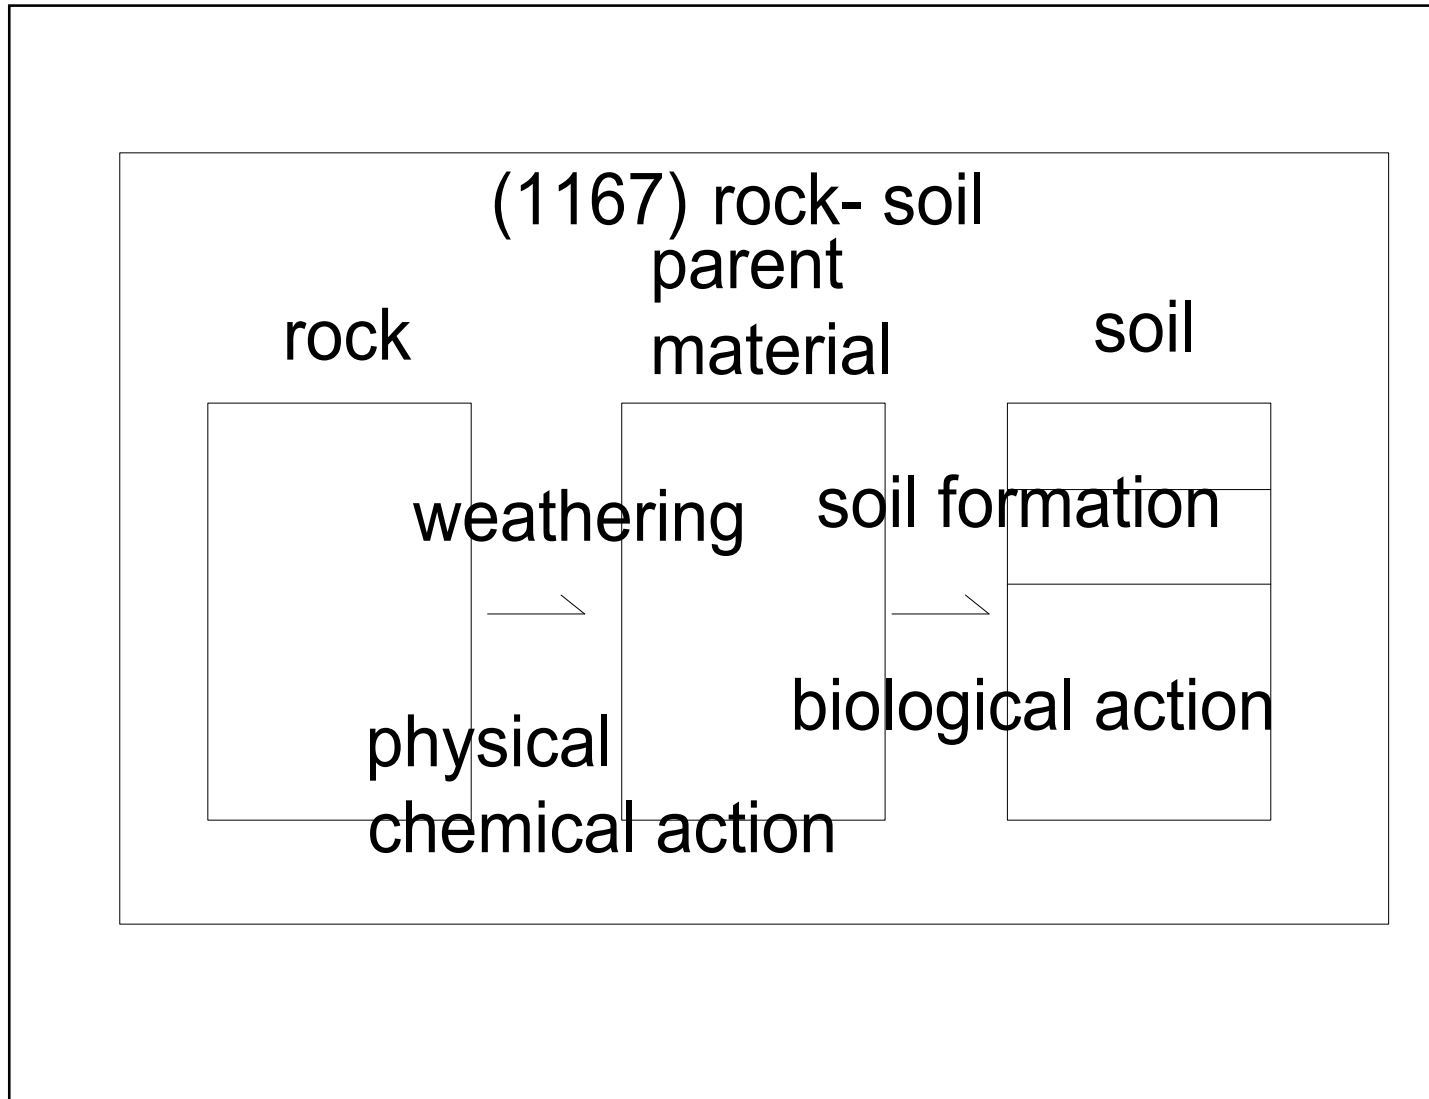 (1167) rock- soil
parent
material
rock
soil
weathering
soil formation
physical
chemical action
biological action